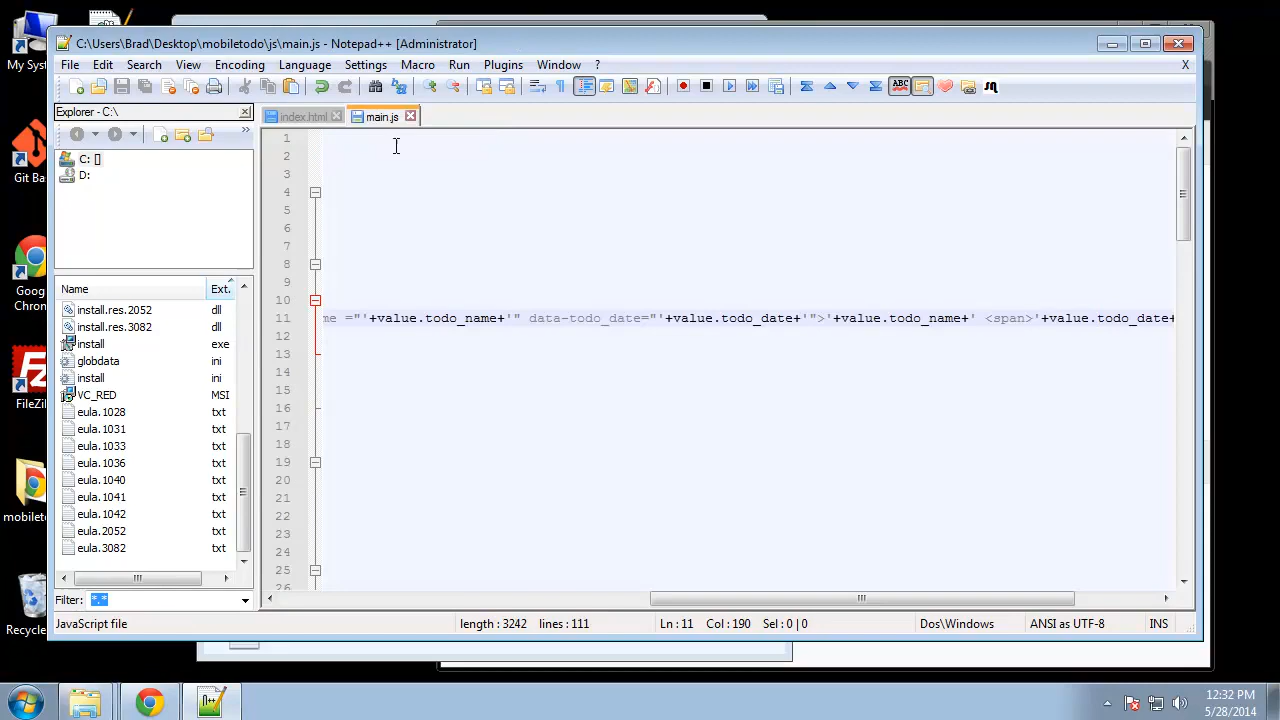 C:\Users\Brad\Desktop\mobiletodo\js\main.js - Notepad++ [Administrator]
File Edit Search View Encoding Language Settings Macro Run Plugins Window ? X
Explorer - C:\
index.html
main.js
C: []
D:
Name Ext.
install.res.2052 dll
install.res.3082 dll
install exe
globdata ini
install ini
VC_RED MSI
eula.1028 txt
eula.1031 txt
eula.1033 txt
eula.1036 txt
eula.1040 txt
eula.1041 txt
eula.1042 txt
eula.2052 txt
eula.3082 txt
Filter: *.*
1
2
3
4
5
6
7
8
9
10
11 me ="'+value.todo_name+'" data-todo_date="'+value.todo_date+'">'+value.todo_name+' <span>'+value.todo_date+
12
13
14
15
16
17
18
19
20
21
22
23
24
25
26
JavaScript file length : 3242 lines : 111 Ln : 11 Col : 190 Sel : 0 | 0 Dos\Windows ANSI as UTF-8 INS
My Sys
Git Ba
Goog
Chron
FileZil
mobilet
Recycle
12:32 PM
5/28/2014